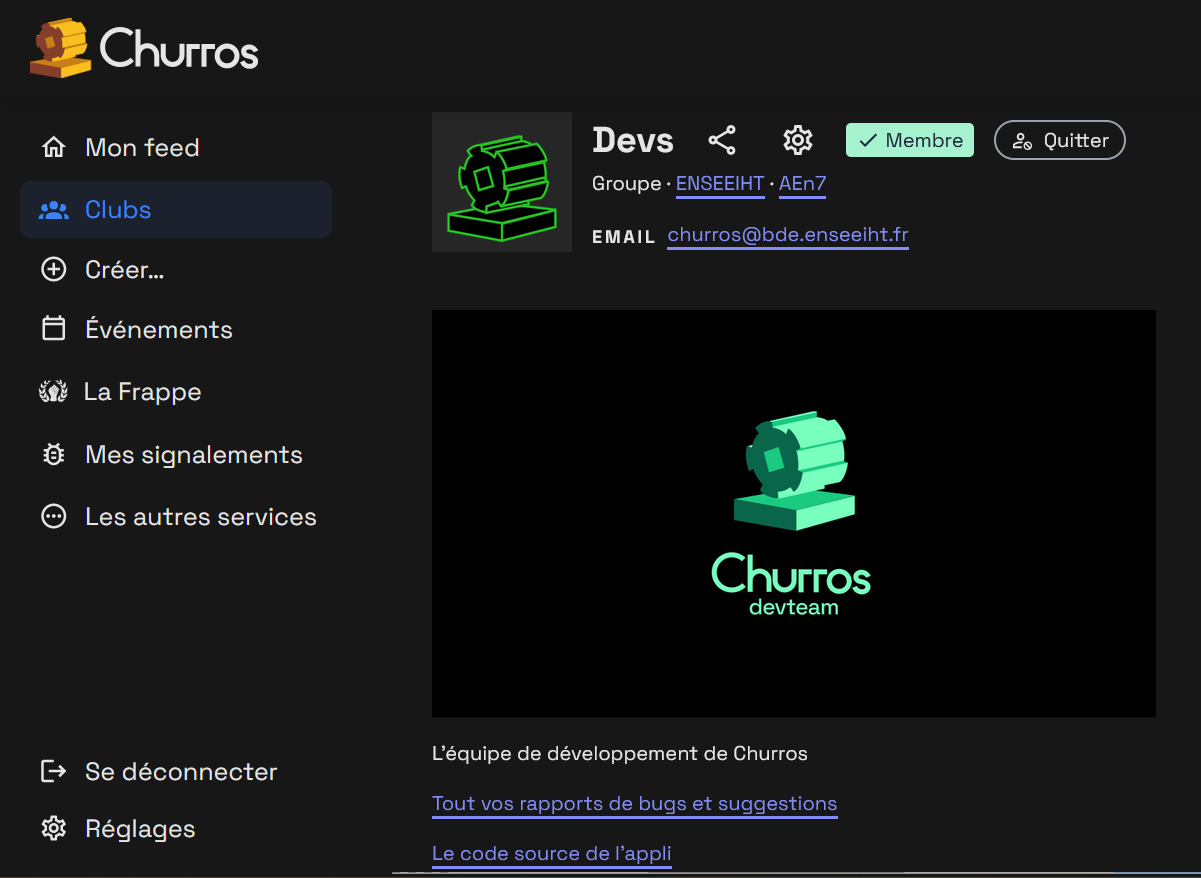 Churros
Mon feed
Clubs
Créer...
Événements
La Frappe
Mes signalements
Les autres services
Se déconnecter
Réglages
Devs
Membre
Quitter
Groupe · ENSEEIHT · AEn7
EMAIL churros@bde.enseeiht.fr
Churros
devteam
L'équipe de développement de Churros
Tout vos rapports de bugs et suggestions
Le code source de l'appli